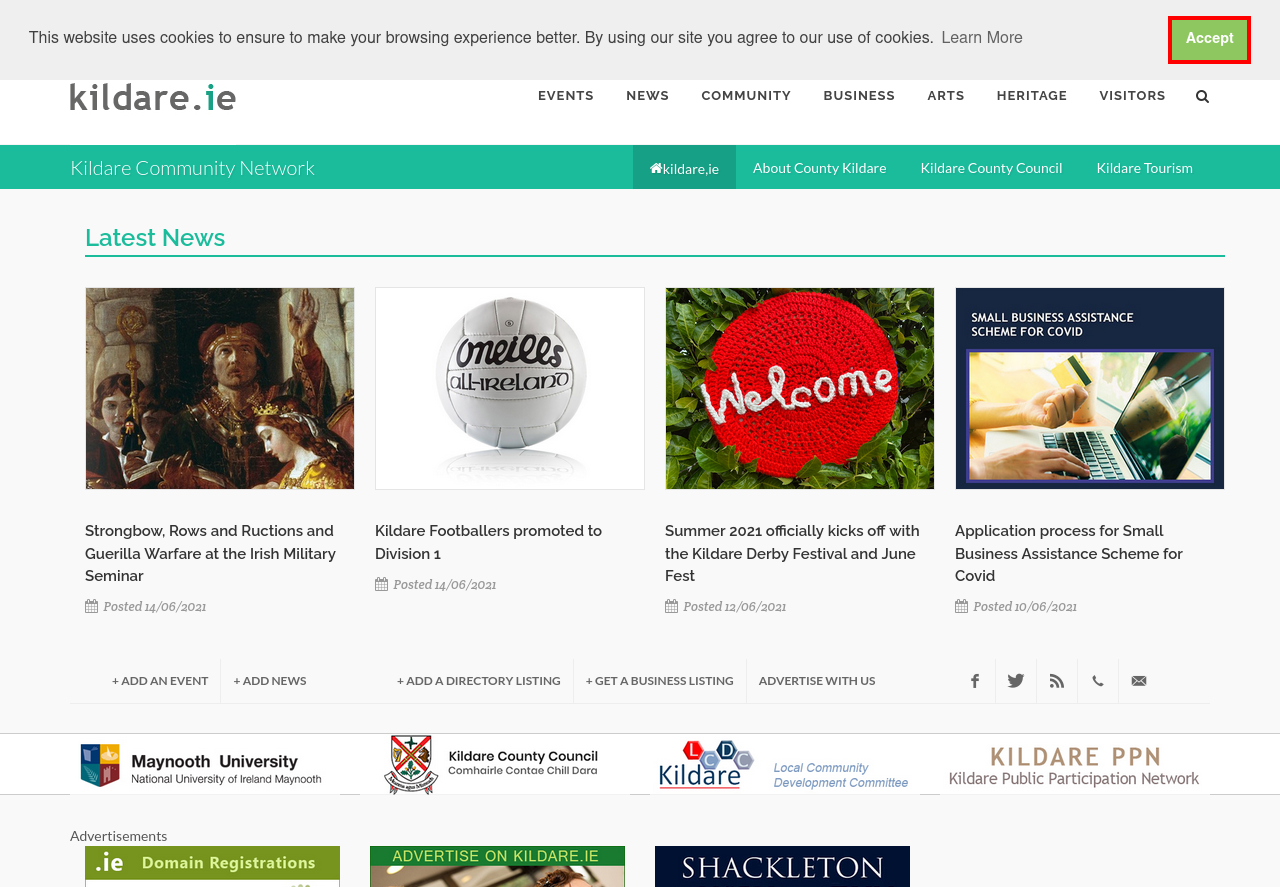 This website uses cookies to ensure to make your browsing experience better. By using our site you agree to our use of cookies. Learn More
Accept
kildare.ie
EVENTS NEWS COMMUNITY BUSINESS ARTS HERITAGE VISITORS
Kildare Community Network
kildare,ie About County Kildare Kildare County Council Kildare Tourism
Latest News
oneills
ALL-IRELAND
Welcome
SMALL BUSINESS ASSISTANCE
SCHEME FOR COVID
Strongbow, Rows and Ructions and
Guerilla Warfare at the Irish Military
Seminar
Posted 14/06/2021
Kildare Footballers promoted to
Division 1
Posted 14/06/2021
Summer 2021 officially kicks off with
the Kildare Derby Festival and June
Fest
Posted 12/06/2021
Application process for Small
Business Assistance Scheme for
Covid
Posted 10/06/2021
+ ADD AN EVENT + ADD NEWS + ADD A DIRECTORY LISTING + GET A BUSINESS LISTING ADVERTISE WITH US
Maynooth University
National University of Ireland Maynooth
Kildare County Council
Comhairle Contae Chill Dara
LCDC
Kildare
Local Community
Development Committee
KILDARE PPN
Kildare Public Participation Network
Advertisements
.ie Domain Registrations
ADVERTISE ON KILDARE.IE
SHACKLETON